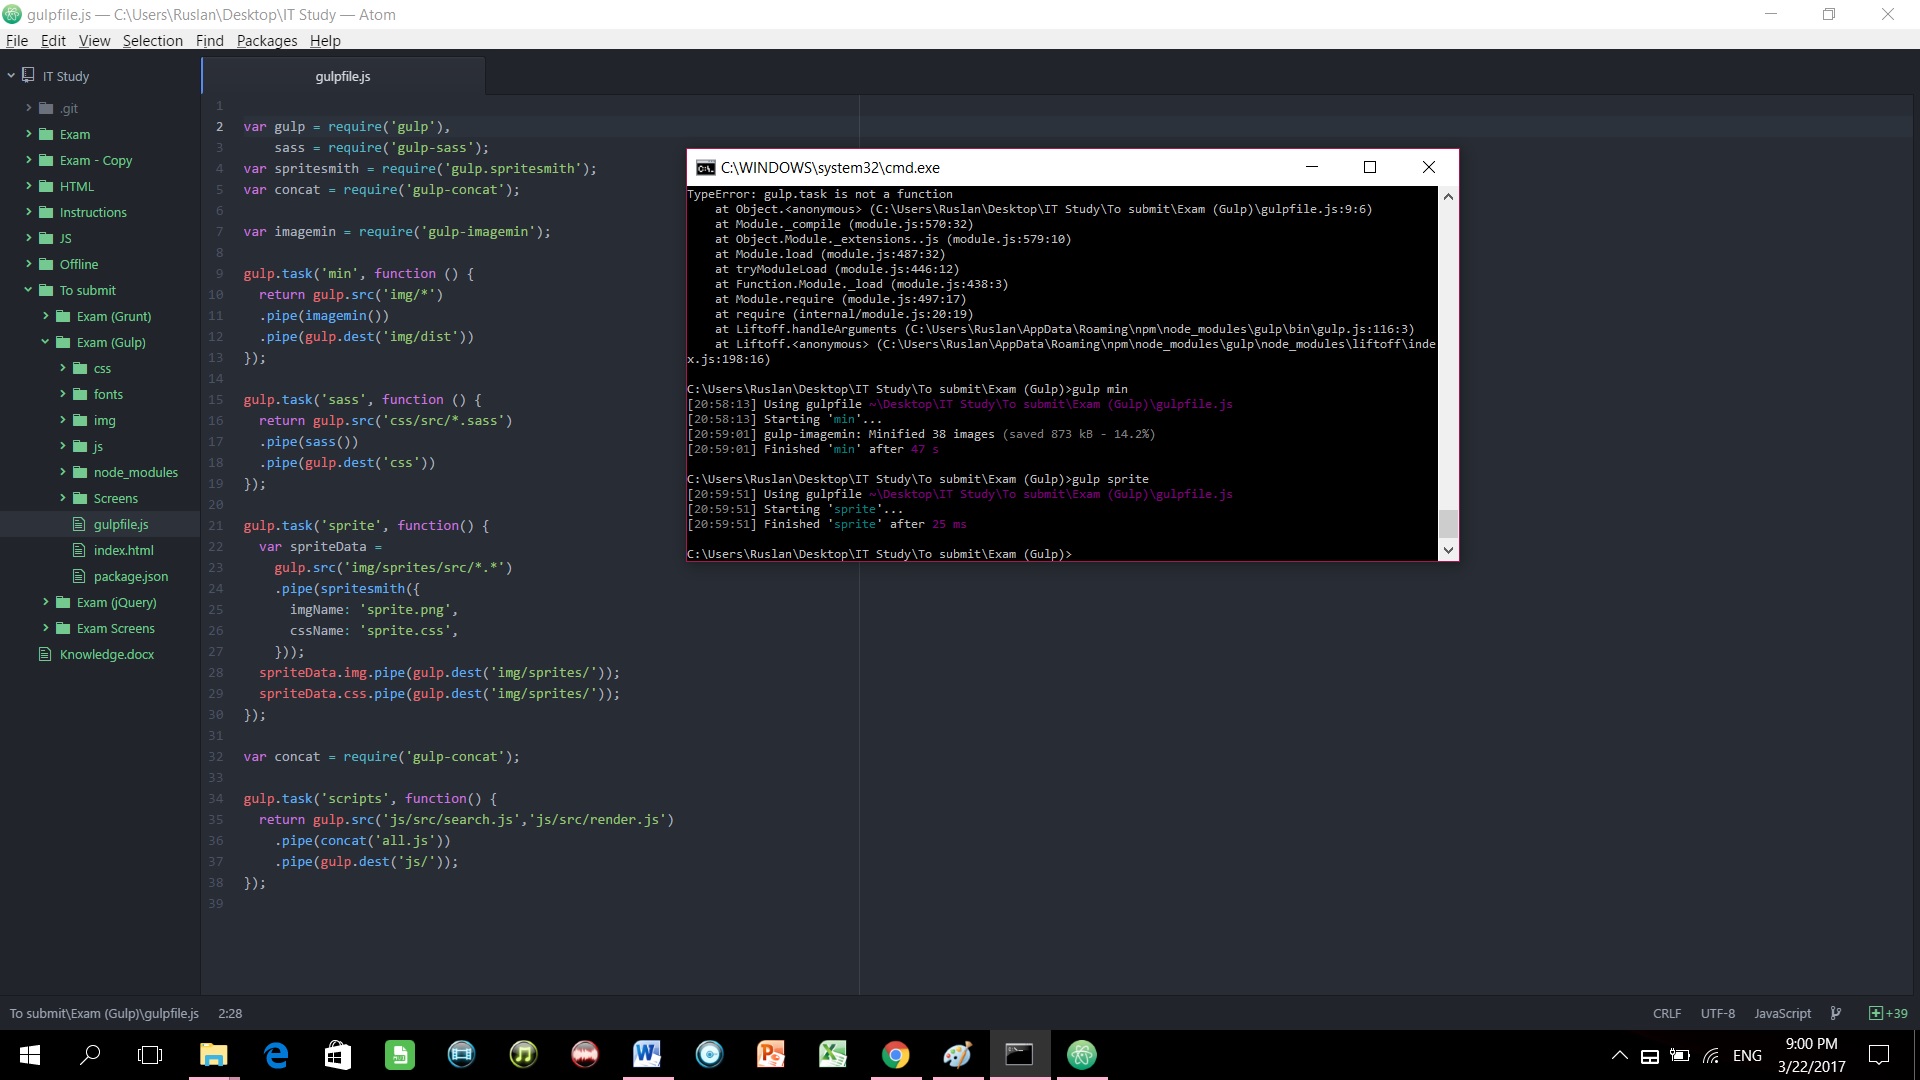 gulpfile.js — C:\Users\Ruslan\Desktop\IT Study — Atom
File Edit View Selection Find Packages Help
IT Study
.git
Exam
Exam - Copy
HTML
Instructions
JS
Offline
To submit
Exam (Grunt)
Exam (Gulp)
css
fonts
img
js
node_modules
Screens
gulpfile.js
index.html
package.json
Exam (jQuery)
Exam Screens
Knowledge.docx
gulpfile.js
1
2 var gulp = require('gulp'),
3 sass = require('gulp-sass');
4 var spritesmith = require('gulp.spritesmith');
5 var concat = require('gulp-concat');
6
7 var imagemin = require('gulp-imagemin');
8
9 gulp.task('min', function () {
10 return gulp.src('img/*')
11 .pipe(imagemin())
12 .pipe(gulp.dest('img/dist'))
13 });
14
15 gulp.task('sass', function () {
16 return gulp.src('css/src/*.sass')
17 .pipe(sass())
18 .pipe(gulp.dest('css'))
19 });
20
21 gulp.task('sprite', function() {
22 var spriteData =
23 gulp.src('img/sprites/src/*.*')
24 .pipe(spritesmith({
25 imgName: 'sprite.png',
26 cssName: 'sprite.css',
27 }));
28 spriteData.img.pipe(gulp.dest('img/sprites/'));
29 spriteData.css.pipe(gulp.dest('img/sprites/'));
30 });
31
32 var concat = require('gulp-concat');
33
34 gulp.task('scripts', function() {
35 return gulp.src('js/src/search.js','js/src/render.js')
36 .pipe(concat('all.js'))
37 .pipe(gulp.dest('js/'));
38 });
39
C:\WINDOWS\system32\cmd.exe
TypeError: gulp.task is not a function
at Object.<anonymous> (C:\Users\Ruslan\Desktop\IT Study\To submit\Exam (Gulp)\gulpfile.js:9:6)
at Module._compile (module.js:570:32)
at Object.Module._extensions..js (module.js:579:10)
at Module.load (module.js:487:32)
at tryModuleLoad (module.js:446:12)
at Function.Module._load (module.js:438:3)
at Module.require (module.js:497:17)
at require (internal/module.js:20:19)
at Liftoff.handleArguments (C:\Users\Ruslan\AppData\Roaming\npm\node_modules\gulp\bin\gulp.js:116:3)
at Liftoff.<anonymous> (C:\Users\Ruslan\AppData\Roaming\npm\node_modules\gulp\node_modules\liftoff\inde
x.js:198:16)
C:\Users\Ruslan\Desktop\IT Study\To submit\Exam (Gulp)>gulp min
[20:58:13] Using gulpfile ~\Desktop\IT Study\To submit\Exam (Gulp)\gulpfile.js
[20:58:13] Starting 'min'...
[20:59:01] gulp-imagemin: Minified 38 images (saved 873 kB - 14.2%)
[20:59:01] Finished 'min' after 47 s
C:\Users\Ruslan\Desktop\IT Study\To submit\Exam (Gulp)>gulp sprite
[20:59:51] Using gulpfile ~\Desktop\IT Study\To submit\Exam (Gulp)\gulpfile.js
[20:59:51] Starting 'sprite'...
[20:59:51] Finished 'sprite' after 25 ms
C:\Users\Ruslan\Desktop\IT Study\To submit\Exam (Gulp)>
To submit\Exam (Gulp)\gulpfile.js 2:28 CRLF UTF-8 JavaScript +39
ENG
9:00 PM
3/22/2017